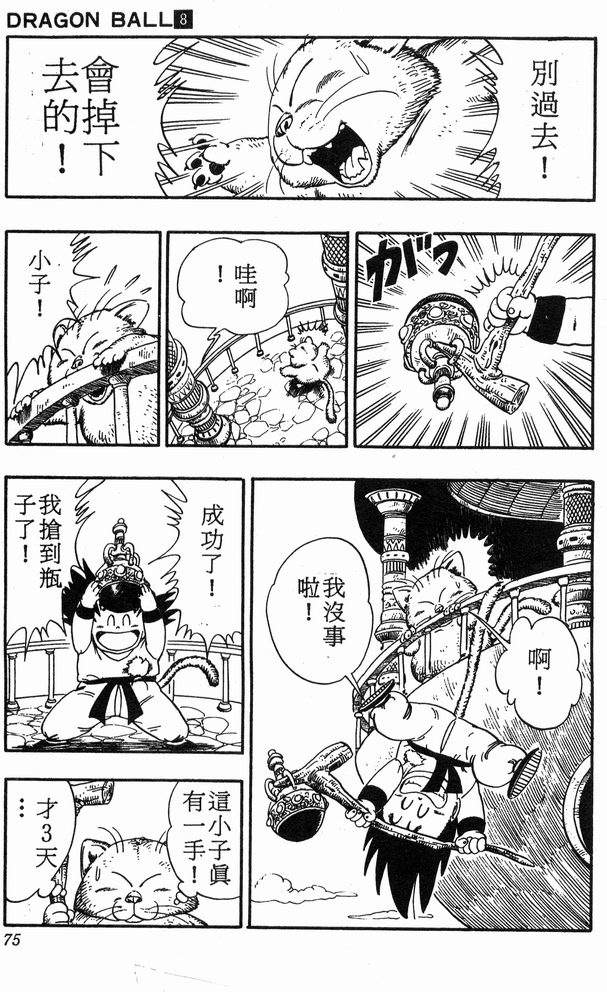 DRAGON BALL 8
別過去！
會掉下
去的！
ガッ
哇啊
！
小子！
啊！
我沒事
啦！
成功了！
我搶到瓶
子了！
這小子眞
有一手！
才3天
…
75